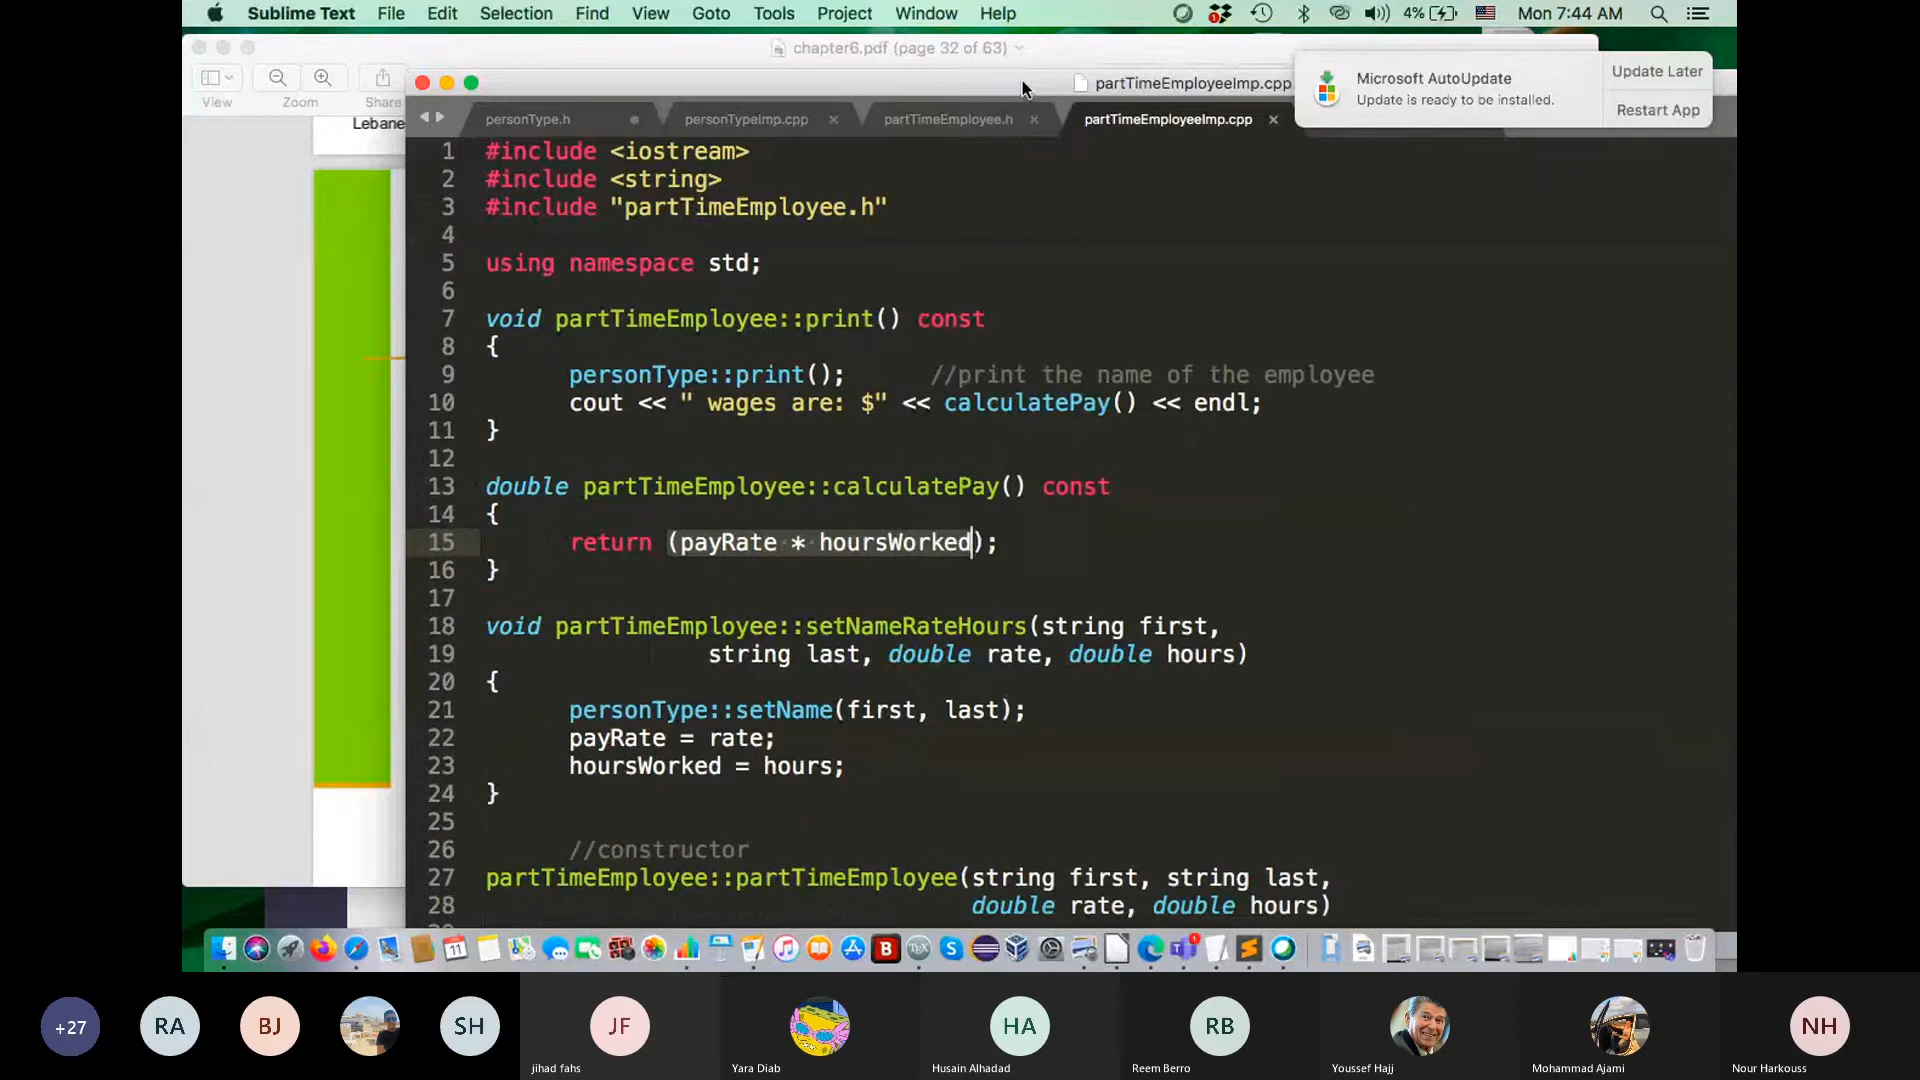 Sublime Text File Edit Selection Find View Goto Tools Project Window Help 1 4% Mon 7:44 AM
chapter6.pdf (page 32 of 63)
View Zoom Share
Lebane
partTimeEmployeeImp.cpp
Microsoft AutoUpdate
Update is ready to be installed.
Update Later
Restart App
personType.h personTypeImp.cpp partTimeEmployee.h partTimeEmployeeImp.cpp
1 #include <iostream>
2 #include <string>
3 #include "partTimeEmployee.h"
4
5 using namespace std;
6
7 void partTimeEmployee::print() const
8 {
9 personType::print(); //print the name of the employee
10 cout << " wages are: $" << calculatePay() << endl;
11 }
12
13 double partTimeEmployee::calculatePay() const
14 {
15 return (payRate * hoursWorked);
16 }
17
18 void partTimeEmployee::setNameRateHours(string first,
19 string last, double rate, double hours)
20 {
21 personType::setName(first, last);
22 payRate = rate;
23 hoursWorked = hours;
24 }
25
26 //constructor
27 partTimeEmployee::partTimeEmployee(string first, string last,
28 double rate, double hours)
11 B TeX S 1
+27 RA BJ SH JF HA RB NH
jihad fahs Yara Diab Husain Alhadad Reem Berro Youssef Hajj Mohammad Ajami Nour Harkouss